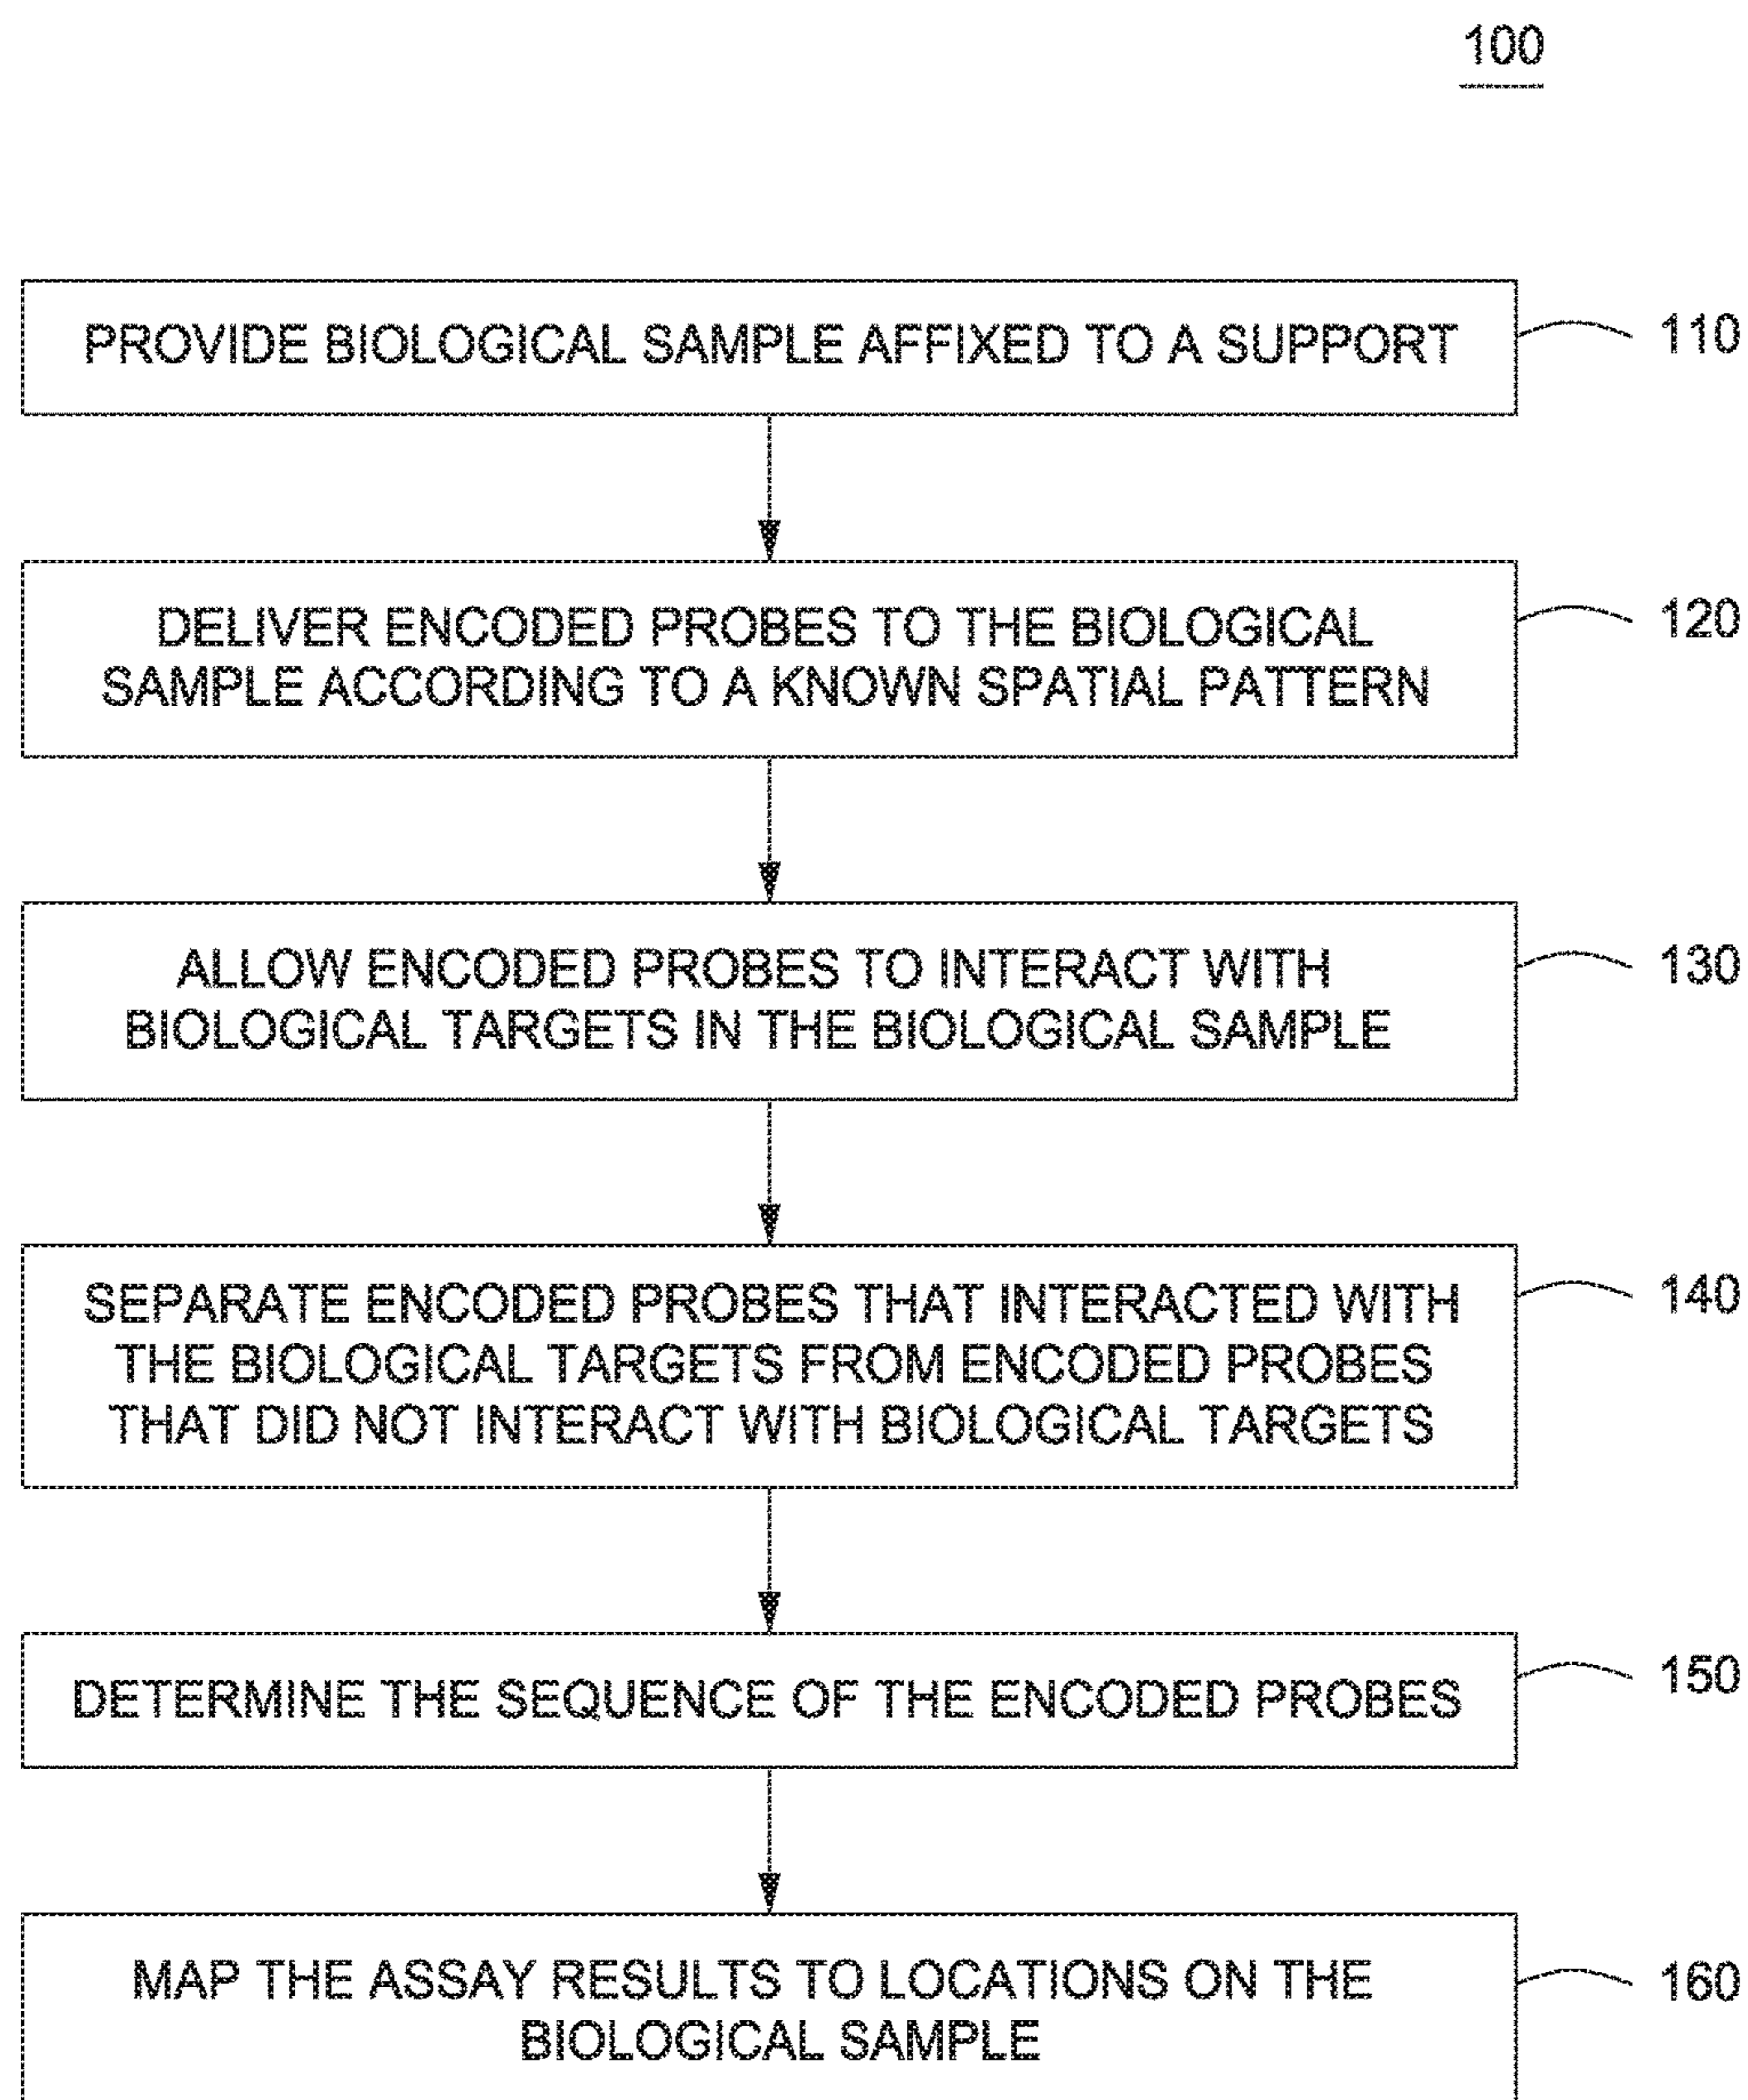 100
PROVIDE BIOLOGICAL SAMPLE AFFIXED TO A SUPPORT
110
DELIVER ENCODED PROBES TO THE BIOLOGICAL
SAMPLE ACCORDING TO A KNOWN SPATIAL PATTERN
120
ALLOW ENCODED PROBES TO INTERACT WITH
BIOLOGICAL TARGETS IN THE BIOLOGICAL SAMPLE
130
SEPARATE ENCODED PROBES THAT INTERACTED WITH
THE BIOLOGICAL TARGETS FROM ENCODED PROBES
THAT DID NOT INTERACT WITH BIOLOGICAL TARGETS
140
DETERMINE THE SEQUENCE OF THE ENCODED PROBES
150
MAP THE ASSAY RESULTS TO LOCATIONS ON THE
BIOLOGICAL SAMPLE
160